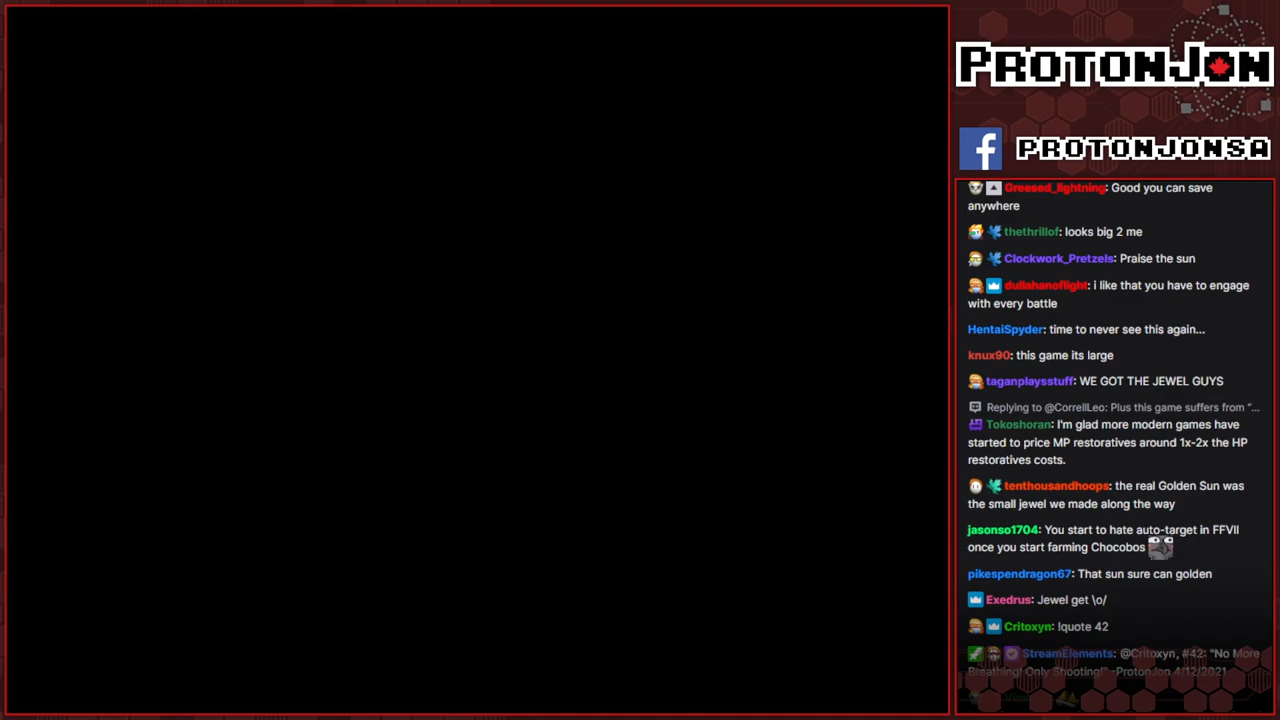 PROTONJON
PROTONJONSA
Greesed_lightning: Good you can save
anywhere
thethrillof: looks big 2 me
Clockwork_Pretzels: Praise the sun
dullahanoflight: i like that you have to engage
with every battle
HentaiSpyder: time to never see this again...
knux90: this game its large
taganplaysstuff: WE GOT THE JEWEL GUYS
Replying to @CorrellLeo: Plus this game suffers from “...
Tokoshoran: I'm glad more modern games have
started to price MP restoratives around 1x-2x the HP
restoratives costs.
tenthousandhoops: the real Golden Sun was
the small jewel we made along the way
jasonso1704: You start to hate auto-target in FFVII
once you start farming Chocobos
pikespendragon67: That sun sure can golden
Exedrus: Jewel get \o/
Critoxyn: !quote 42
StreamElements: @Critoxyn, #42: "No More
Breathing! Only Shooting!" -ProtonJon 4/12/2021